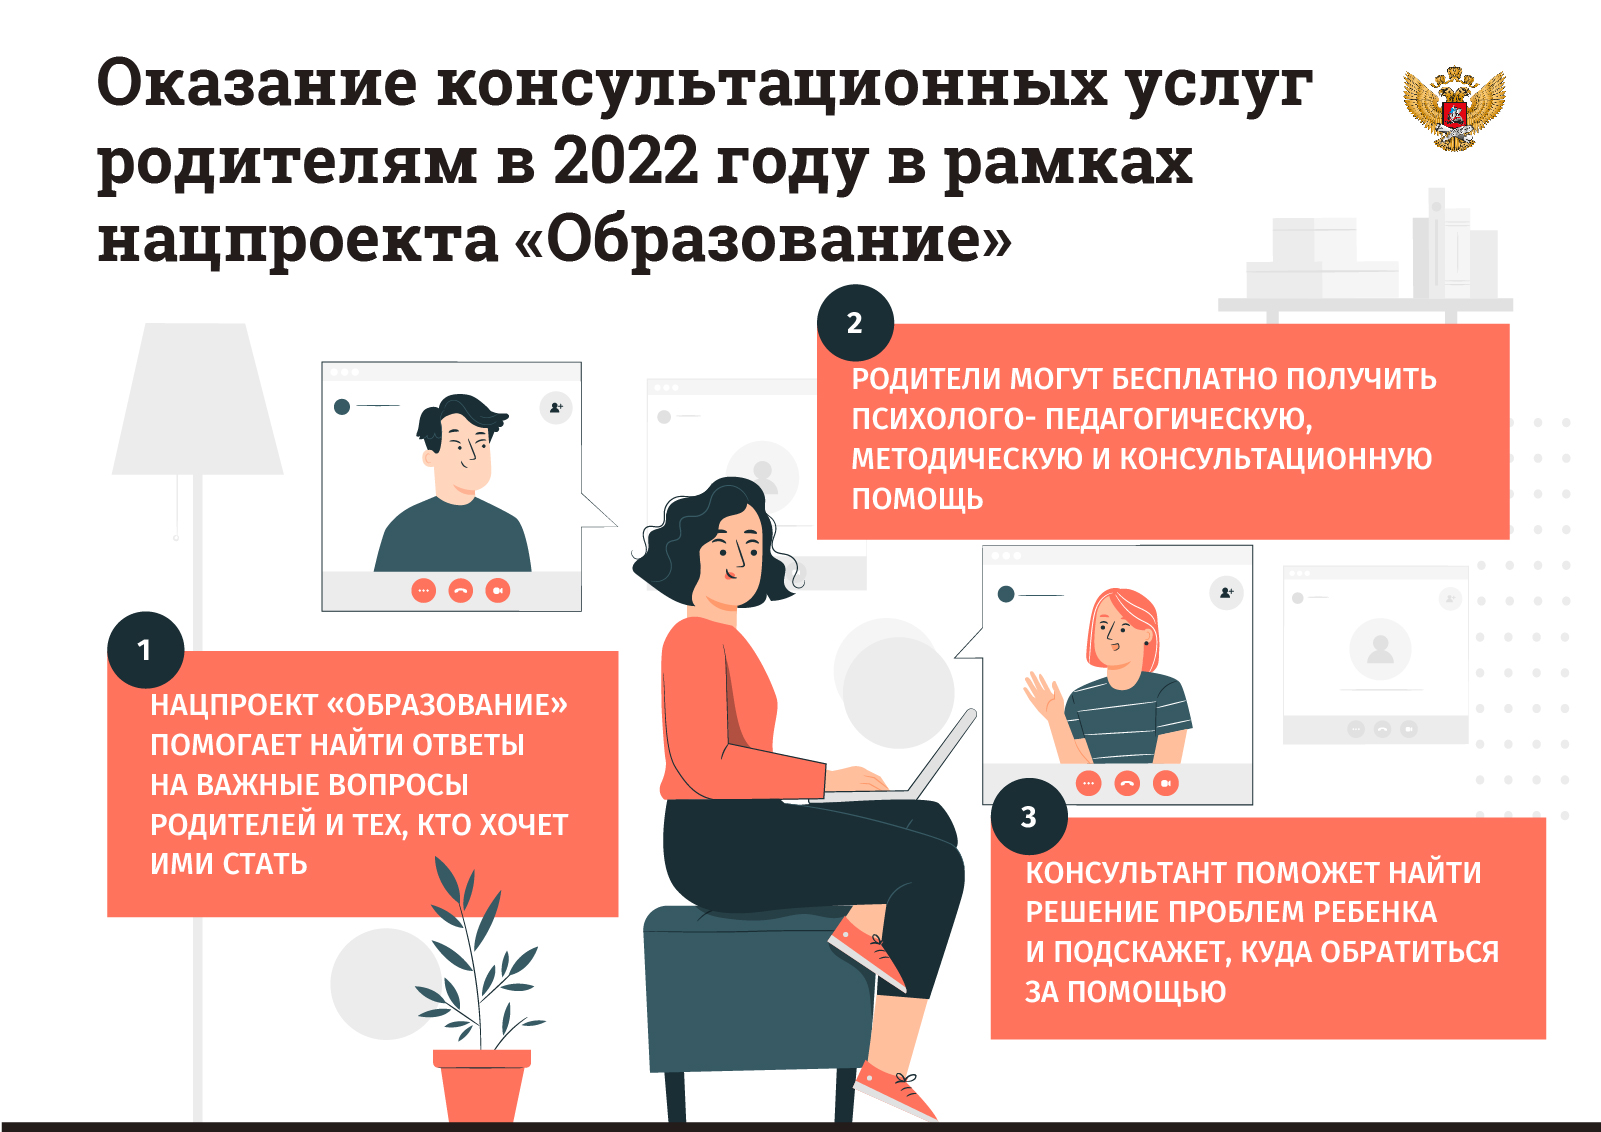 Оказание консультационных услуг
родителям в 2022 году в рамках
нацпроекта «Образование»
1
НАЦПРОЕКТ «ОБРАЗОВАНИЕ»
ПОМОГАЕТ НАЙТИ ОТВЕТЫ
НА ВАЖНЫЕ ВОПРОСЫ
РОДИТЕЛЕЙ И ТЕХ, КТО ХОЧЕТ
ИМИ СТАТЬ
2
РОДИТЕЛИ МОГУТ БЕСПЛАТНО ПОЛУЧИТЬ
ПСИХОЛОГО- ПЕДАГОГИЧЕСКУЮ,
МЕТОДИЧЕСКУЮ И КОНСУЛЬТАЦИОННУЮ
ПОМОЩЬ
3
КОНСУЛЬТАНТ ПОМОЖЕТ НАЙТИ
РЕШЕНИЕ ПРОБЛЕМ РЕБЕНКА
И ПОДСКАЖЕТ, КУДА ОБРАТИТЬСЯ
ЗА ПОМОЩЬЮ